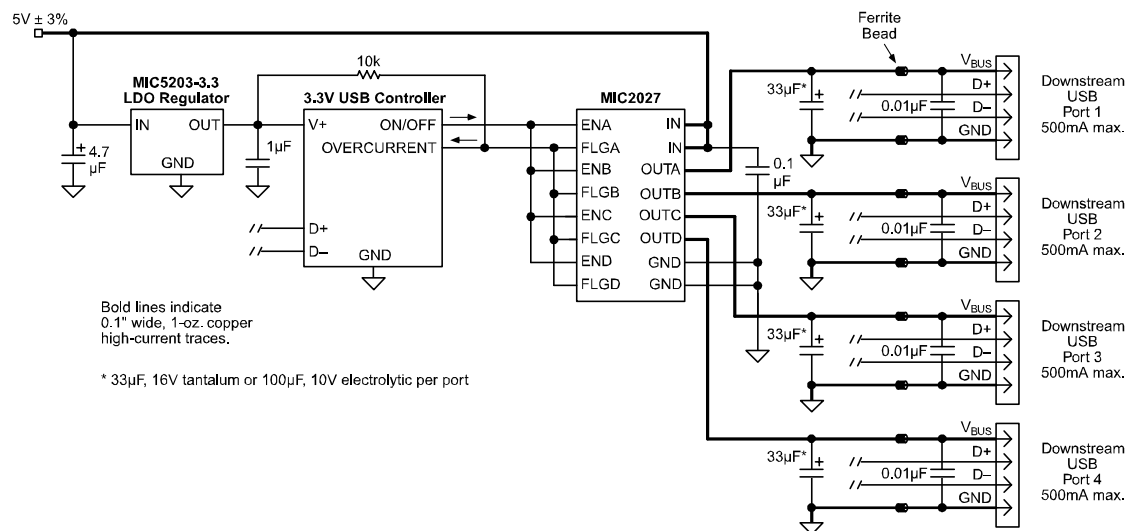 5V ± 3%
MIC5203-3.3
LDO Regulator
IN
OUT
GND
4.7
µF
+
1µF
10k
3.3V USB Controller
V+
ON/OFF
OVERCURRENT
D+
D–
GND
MIC2027
ENA
FLGA
ENB
FLGB
ENC
FLGC
END
FLGD
IN
IN
OUTA
OUTB
OUTC
OUTD
GND
GND
0.1
µF
Ferrite
Bead
33µF*
+
0.01µF
VBUS
D+
D–
GND
Downstream
USB
Port 1
500mA max.
33µF*
+
0.01µF
VBUS
D+
D–
GND
Downstream
USB
Port 2
500mA max.
33µF*
+
0.01µF
VBUS
D+
D–
GND
Downstream
USB
Port 3
500mA max.
33µF*
+
0.01µF
VBUS
D+
D–
GND
Downstream
USB
Port 4
500mA max.
Bold lines indicate
0.1" wide, 1-oz. copper
high-current traces.
* 33µF, 16V tantalum or 100µF, 10V electrolytic per port